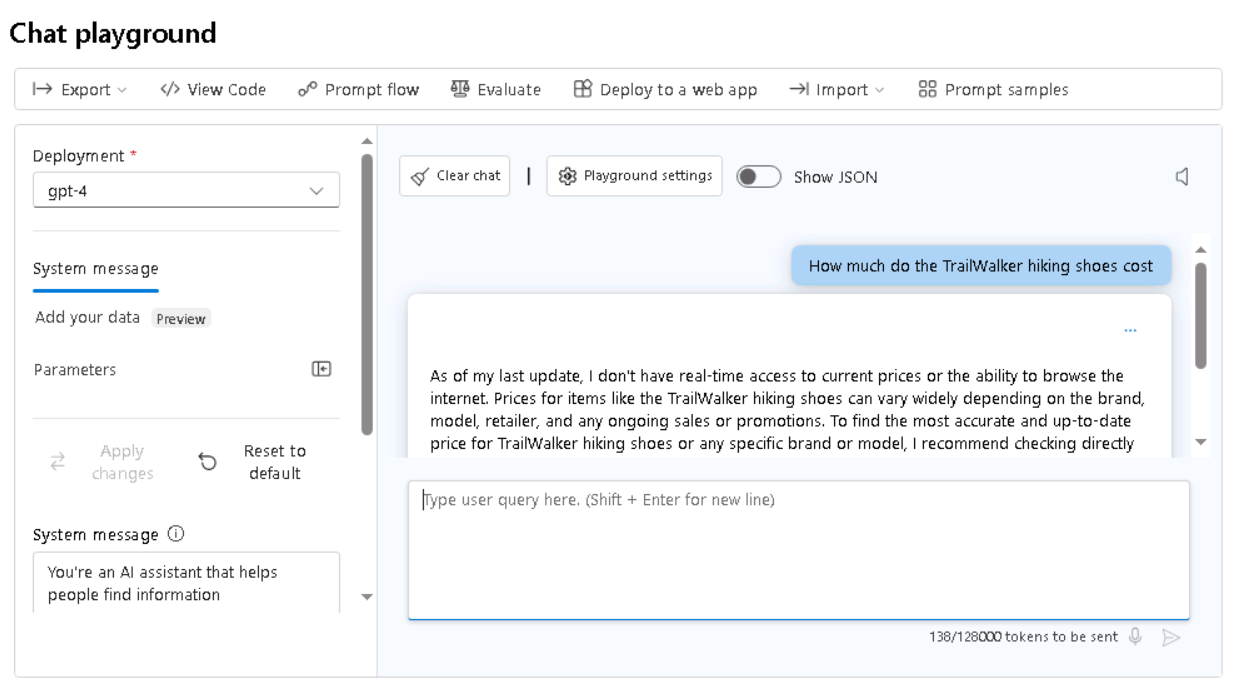 Chat playground
Export
View Code
Prompt flow
Evaluate
Deploy to a web app
Import
Prompt samples
Deployment *
gpt-4
System message
Add your data Preview
Parameters
Apply
changes
Reset to
default
System message
You're an AI assistant that helps
people find information
Clear chat
Playground settings
Show JSON
How much do the TrailWalker hiking shoes cost
...
As of my last update, I don't have real-time access to current prices or the ability to browse the
internet. Prices for items like the TrailWalker hiking shoes can vary widely depending on the brand,
model, retailer, and any ongoing sales or promotions. To find the most accurate and up-to-date
price for TrailWalker hiking shoes or any specific brand or model, I recommend checking directly
Type user query here. (Shift + Enter for new line)
138/128000 tokens to be sent